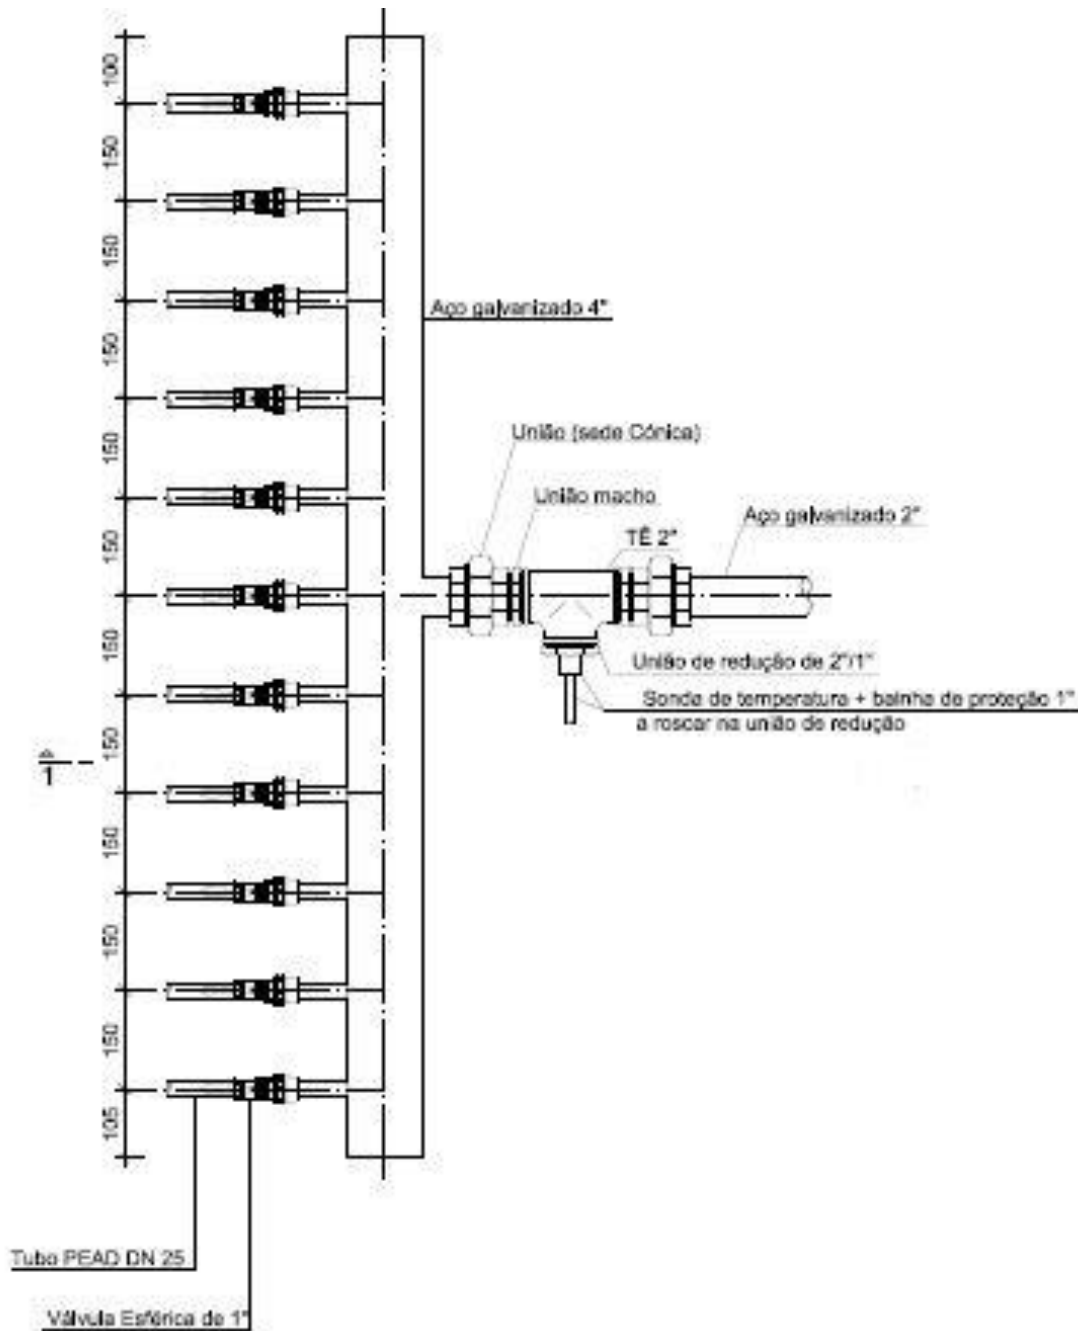 100
150
150
150
150
150
150
150
150
150
150
105
Aço galvanizado 4"
União (sede Cónica)
União macho
TÊ 2"
Aço galvanizado 2"
União de redução de 2"/1"
Sonda de temperatura + bainha de proteção 1"
a roscar na união de redução
1
Tubo PEAD DN 25
Válvula Esférica de 1"